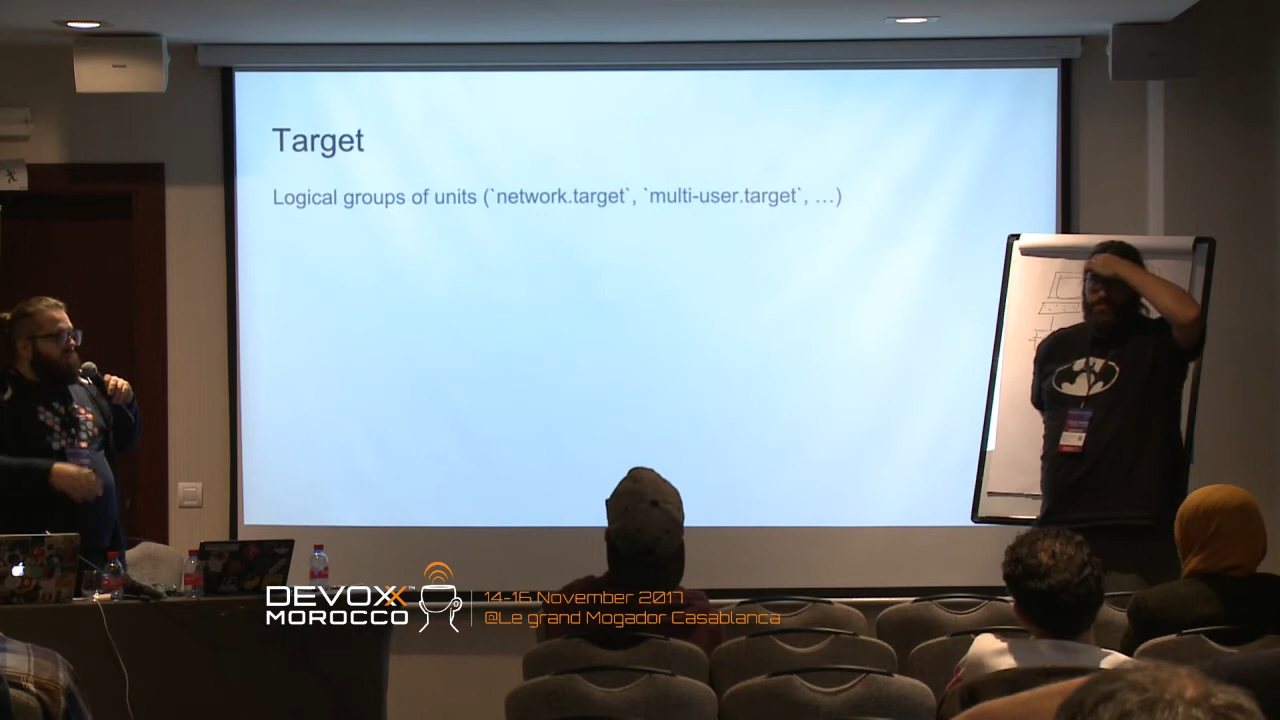 Target
Logical groups of units (`network.target`, `multi-user.target`, …)
DEVOXX™
MOROCCO
14-16 November 2017
@Le grand Mogador Casablanca